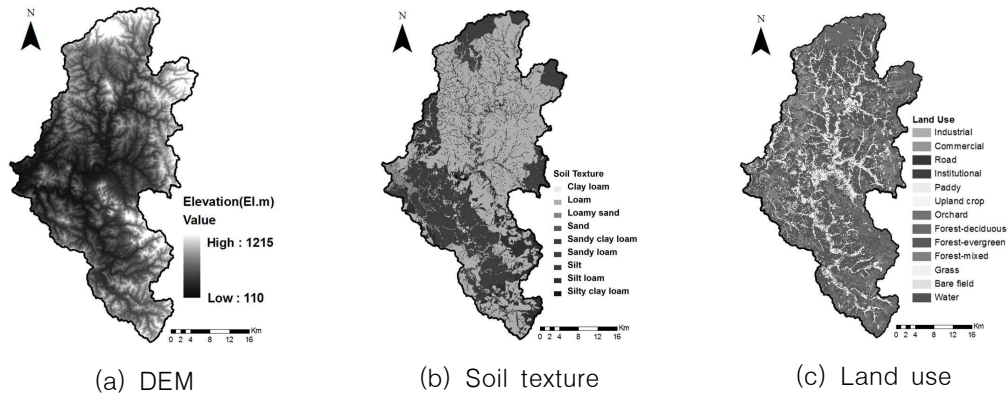 N
Elevation(El.m)
Value
High : 1215
Low : 110
Km
0 2 4 8 12 16
(a) DEM
N
Soil Texture
Clay loam
Loam
Loamy sand
Sand
Sandy clay loam
Sandy loam
Silt
Silt loam
Silty clay loam
Km
0 2 4 8 12 16
(b) Soil texture
N
Land Use
Industrial
Commercial
Road
Institutional
Paddy
Upland crop
Orchard
Forest-deciduous
Forest-evergreen
Forest-mixed
Grass
Bare field
Water
Km
0 2 4 8 12 16
(c) Land use